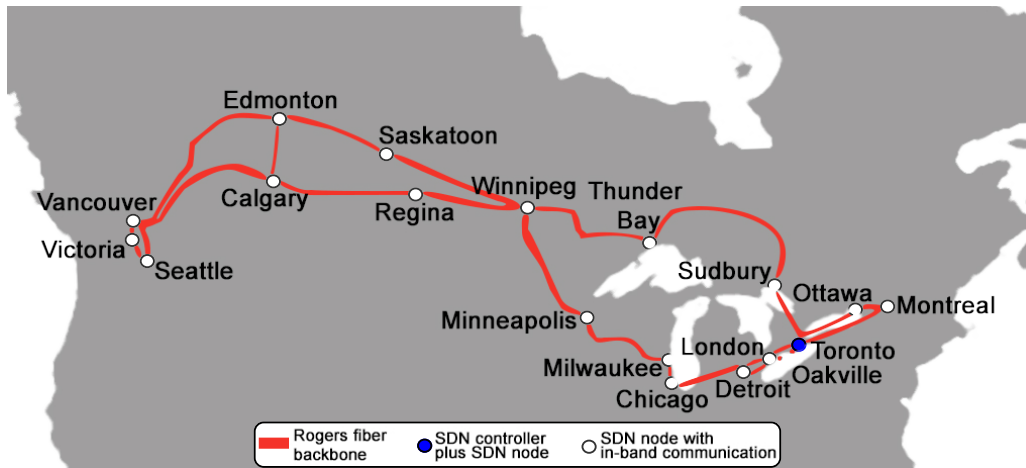 Edmonton
Saskatoon
Vancouver
Calgary
Regina
Winnipeg
Thunder
Bay
Victoria
Seattle
Sudbury
Ottawa
Montreal
Minneapolis
Milwaukee
London
Toronto
Oakville
Detroit
Chicago
Rogers fiber
backbone
SDN controller
plus SDN node
SDN node with
in-band communication